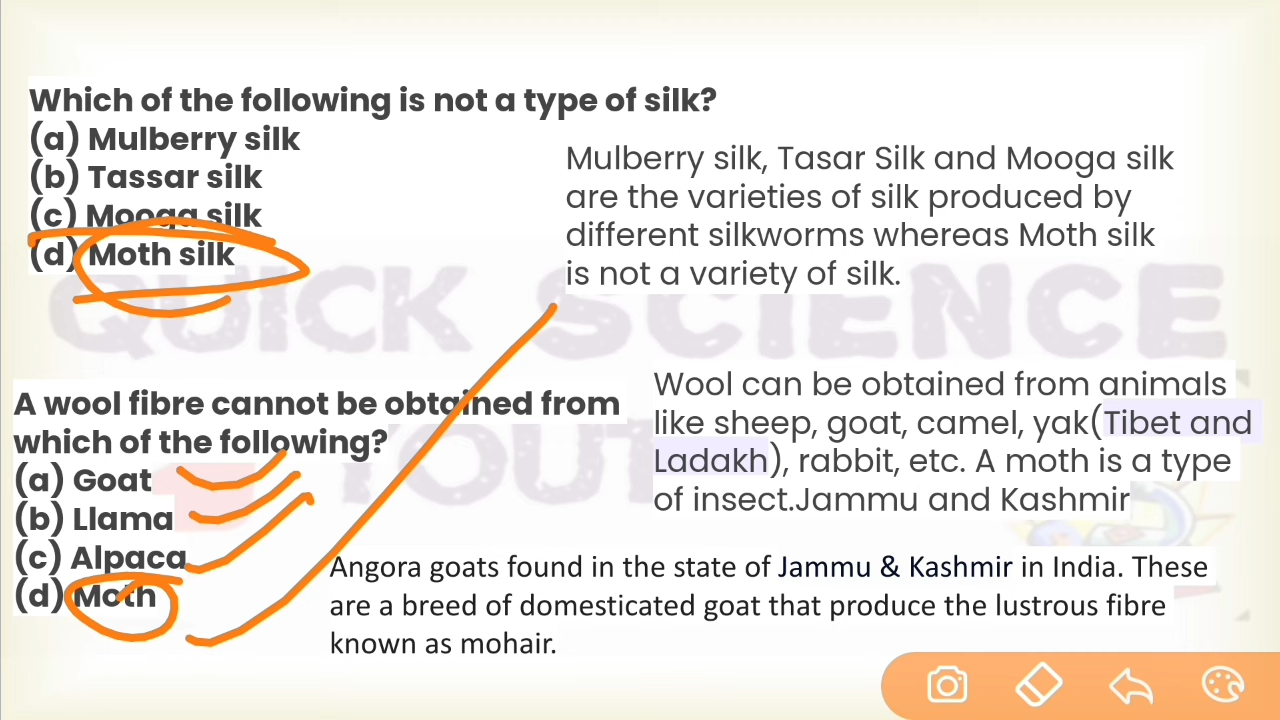 Which of the following is not a type of silk?
(a) Mulberry silk
(b) Tassar silk
(c) Mooga silk
(d) Moth silk
Mulberry silk, Tasar Silk and Mooga silk
are the varieties of silk produced by
different silkworms whereas Moth silk
is not a variety of silk.
QUICK SCIENCE
YOUT
A wool fibre cannot be obtained from
which of the following?
(a) Goat
(b) Llama
(c) Alpaca
(d) Moth
Wool can be obtained from animals
like sheep, goat, camel, yak(Tibet and
Ladakh), rabbit, etc. A moth is a type
of insect.Jammu and Kashmir
Angora goats found in the state of Jammu & Kashmir in India. These
are a breed of domesticated goat that produce the lustrous fibre
known as mohair.